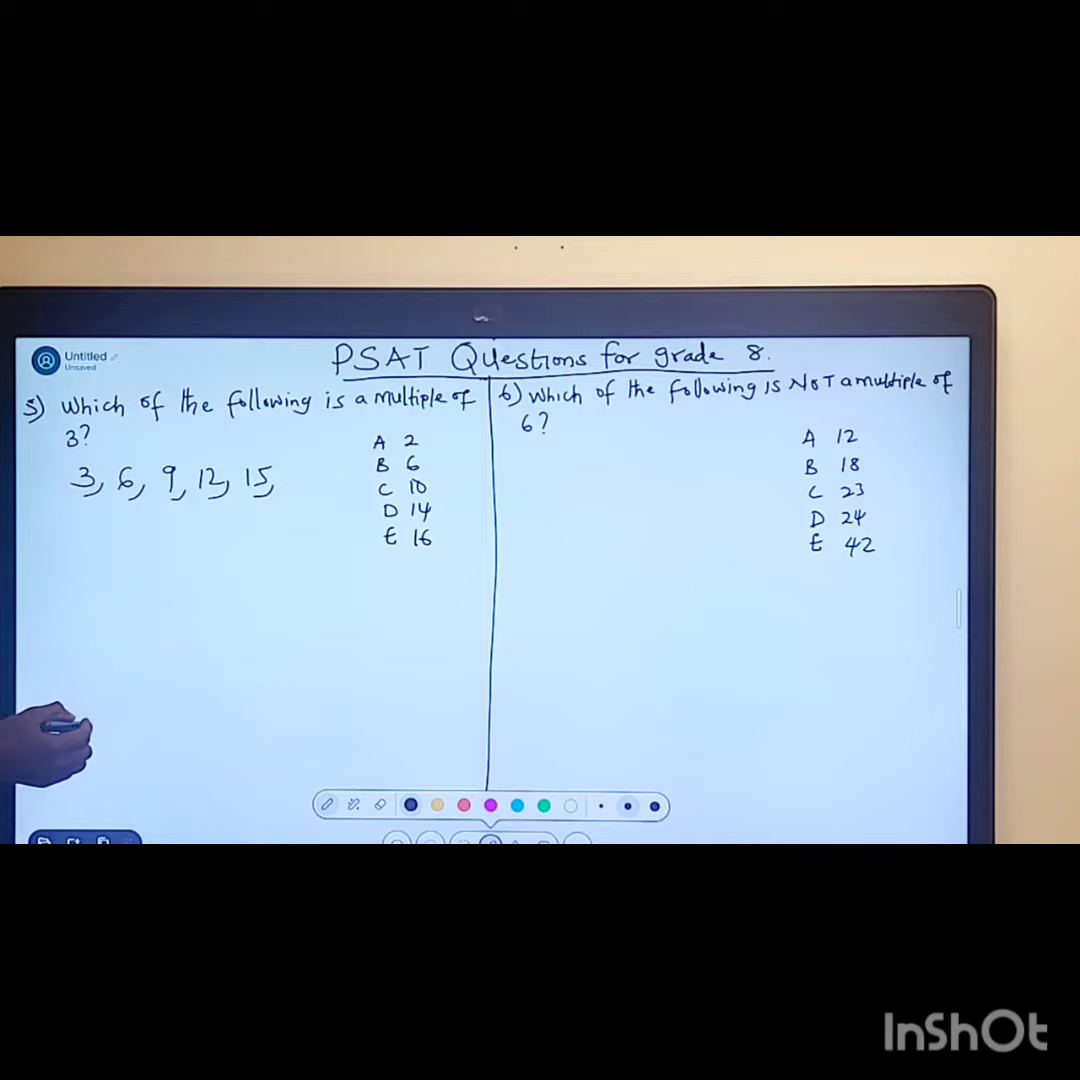 Untitled
Unsaved
PSAT Questions for grade 8.
5) Which of the following is a multiple of
3?
A 2
B 6
C 10
D 14
E 16
3, 6, 9, 12, 15,
6) Which of the following is NOT a multiple of
6?
A 12
B 18
C 23
D 24
E 42
InShOt